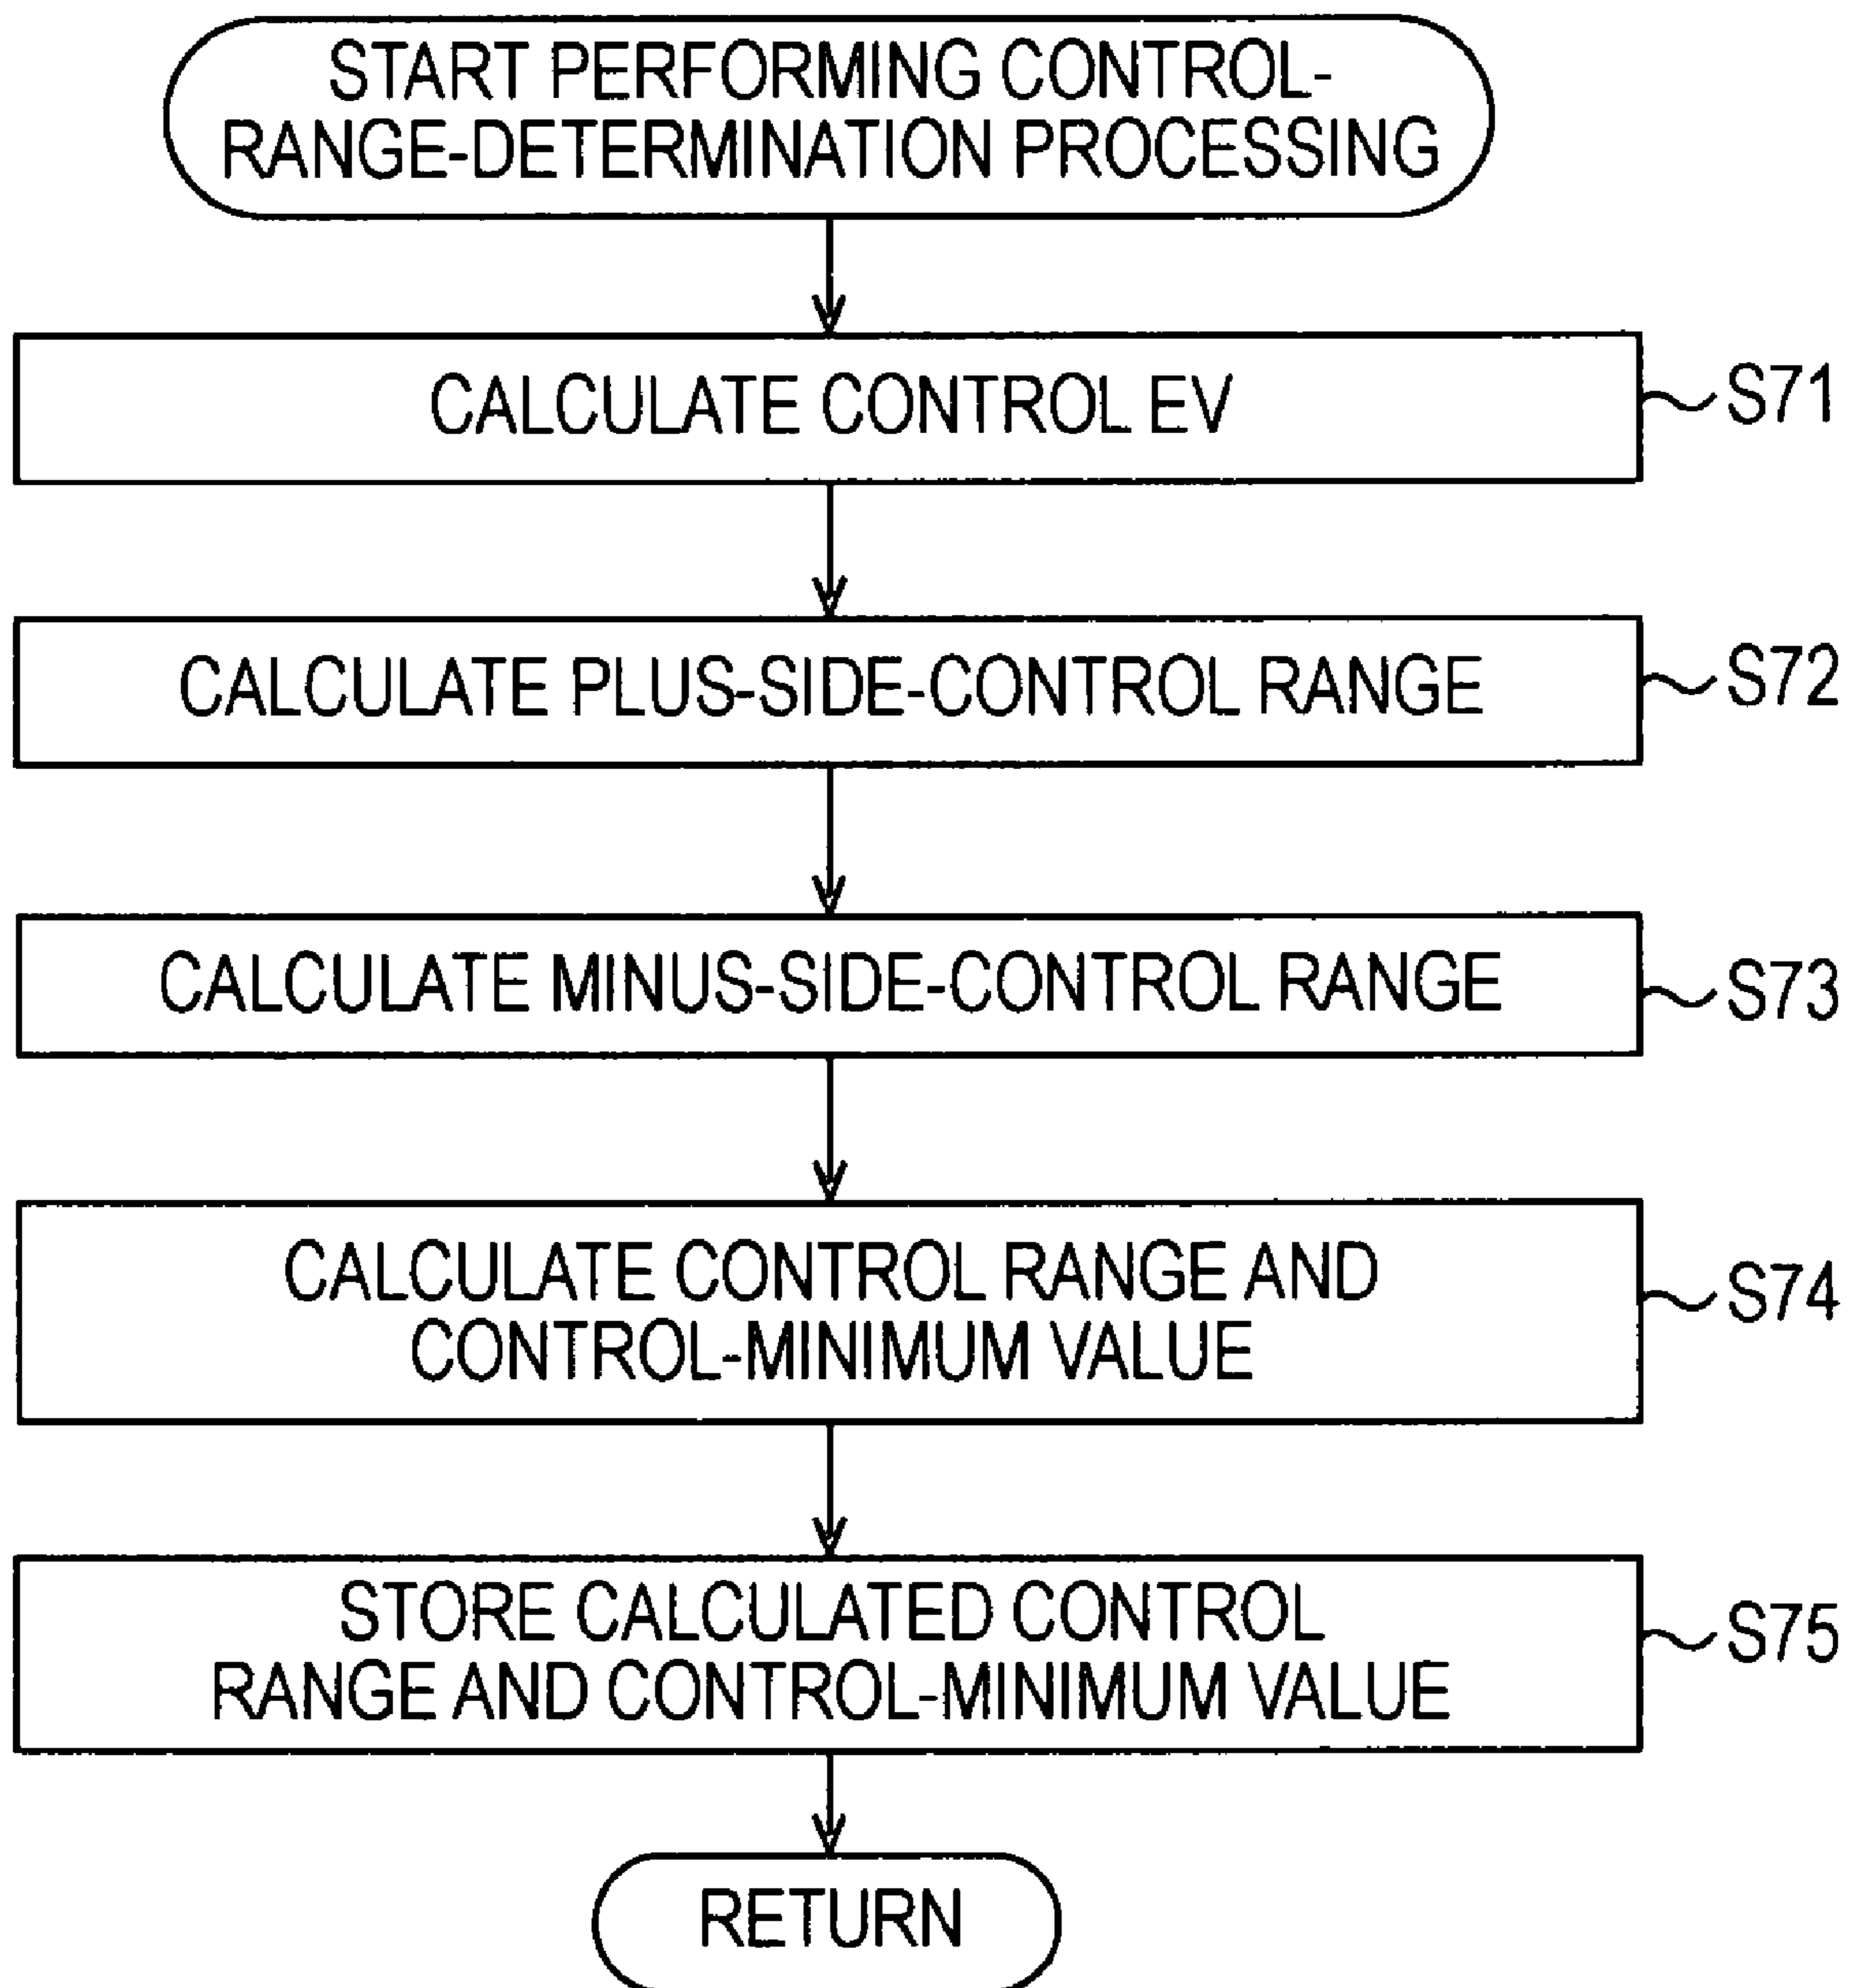 START PERFORMING CONTROL-
RANGE-DETERMINATION PROCESSING
CALCULATE CONTROL EV
S71
CALCULATE PLUS-SIDE-CONTROL RANGE
S72
CALCULATE MINUS-SIDE-CONTROL RANGE
S73
CALCULATE CONTROL RANGE AND
CONTROL-MINIMUM VALUE
S74
STORE CALCULATED CONTROL
RANGE AND CONTROL-MINIMUM VALUE
S75
RETURN